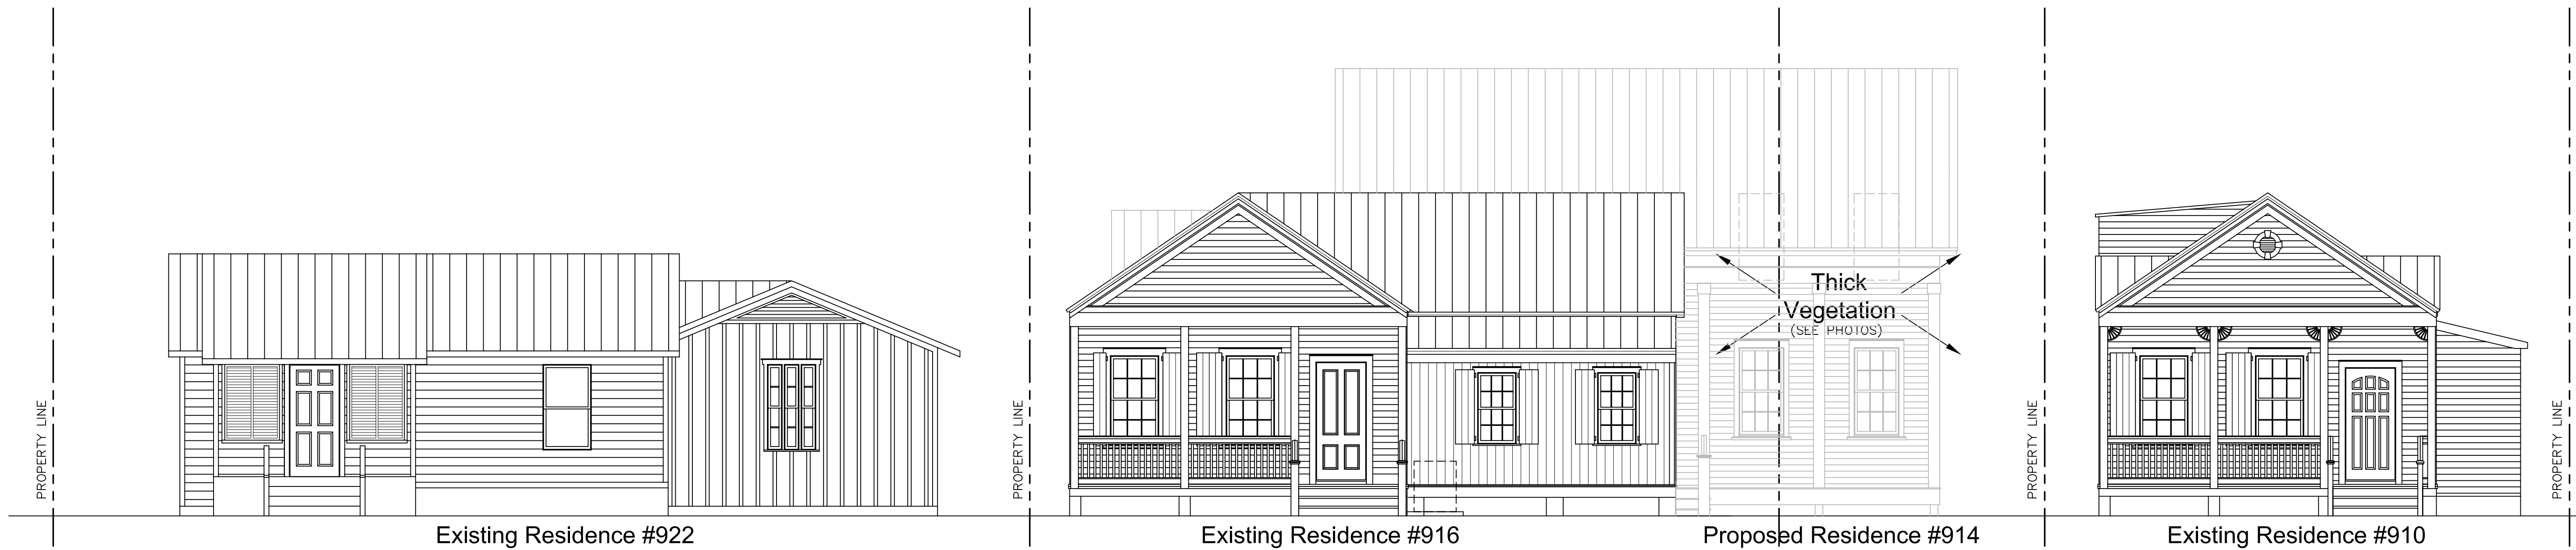 PROPERTY LINE
PROPERTY LINE
Thick
Vegetation
(SEE PHOTOS)
PROPERTY LINE
PROPERTY LINE
Existing Residence #922
Existing Residence #916
Proposed Residence #914
Existing Residence #910